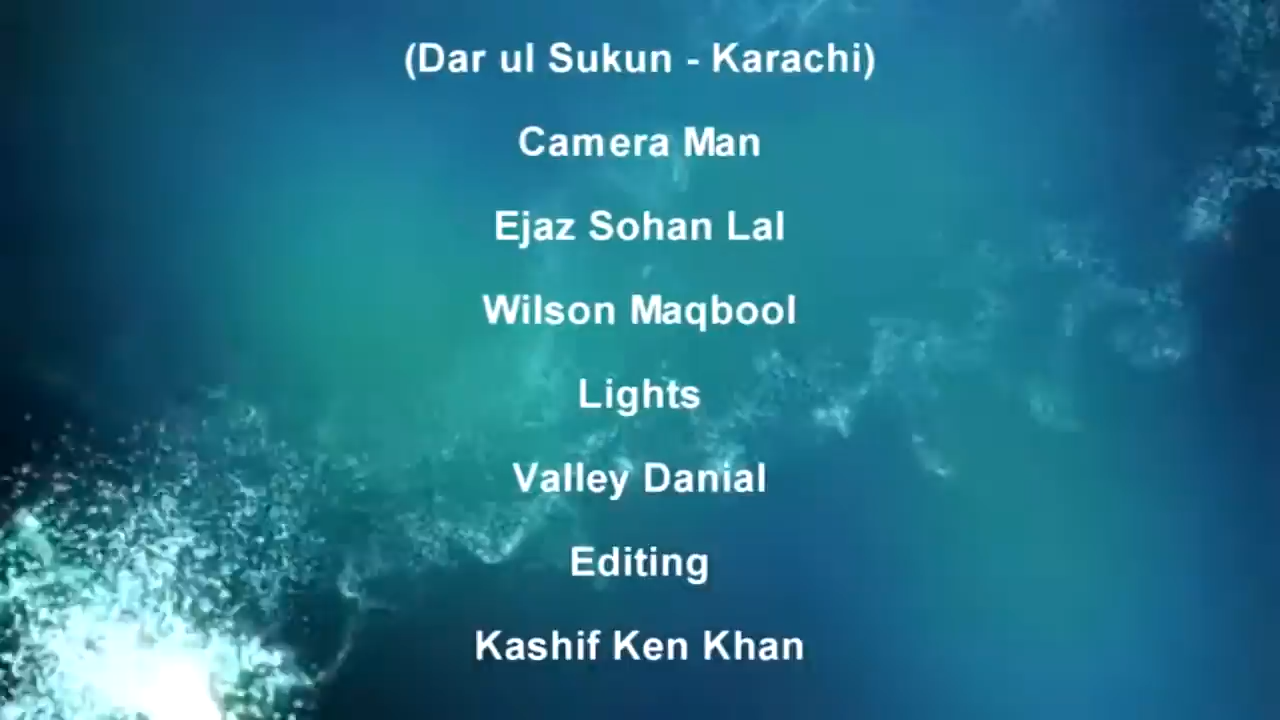 (Dar ul Sukun - Karachi)
Camera Man
Ejaz Sohan Lal
Wilson Maqbool
Lights
Valley Danial
Editing
Kashif Ken Khan